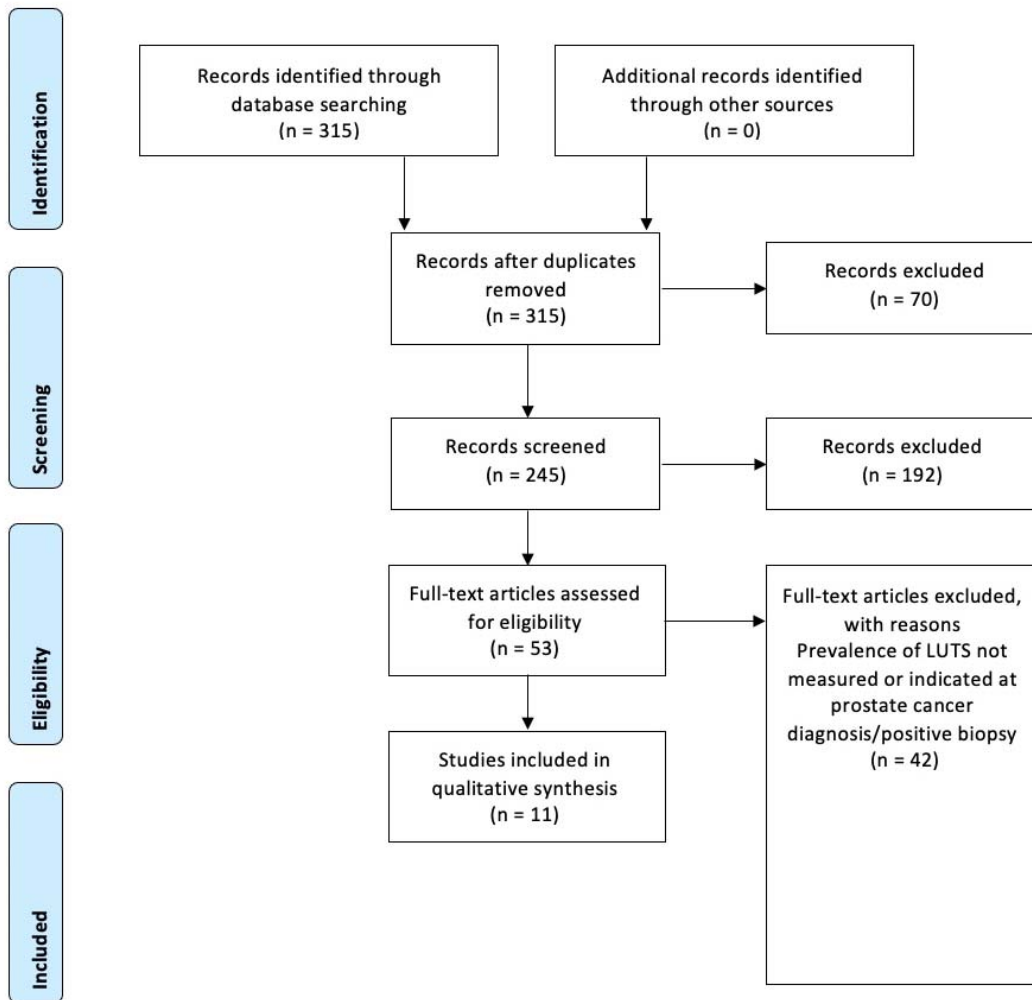 Identification
Records identified through
database searching
(n = 315)
Additional records identified
through other sources
(n = 0)
Records after duplicates
removed
(n = 315)
Records excluded
(n = 70)
Screening
Records screened
(n = 245)
Records excluded
(n = 192)
Eligibility
Full-text articles assessed
for eligibility
(n = 53)
Full-text articles excluded,
with reasons
Prevalence of LUTS not
measured or indicated at
prostate cancer
diagnosis/positive biopsy
(n = 42)
Studies included in
qualitative synthesis
(n = 11)
Included